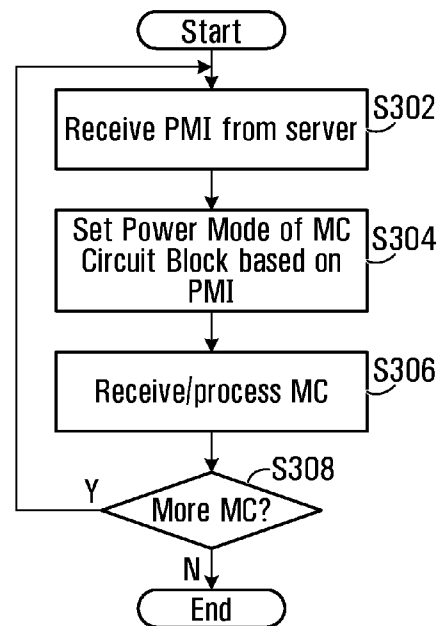 Start
Receive PMI from server
S302
Set Power Mode of MC
Circuit Block based on
PMI
S304
Receive/process MC
S306
S308
Y
More MC?
N
End